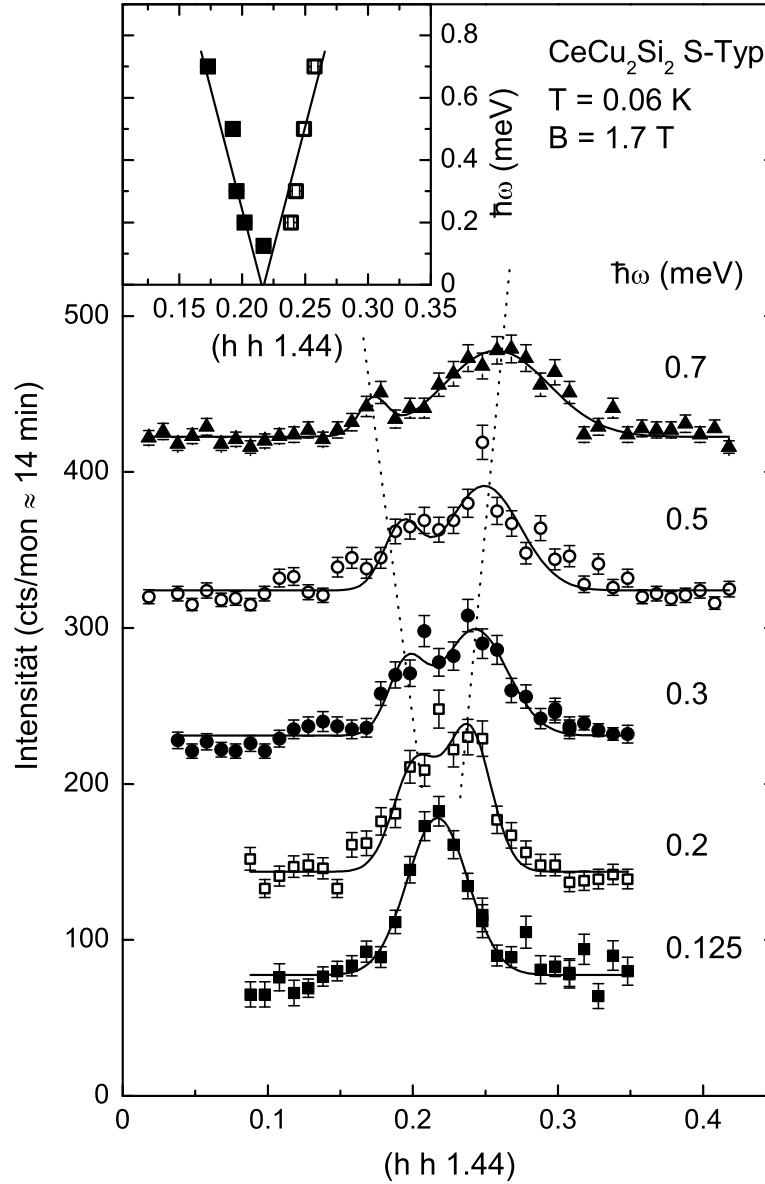 CeCu₂Si₂ S-Typ
T = 0.06 K
B = 1.7 T
0.8
0.6
0.4
0.2
0
ħω (meV)
0.15 0.20 0.25 0.30 0.35
(h h 1.44)
ħω (meV)
0.7
0.5
0.3
0.2
0.125
500
400
300
200
100
0
Intensität (cts/mon ≈ 14 min)
0 0.1 0.2 0.3 0.4
(h h 1.44)